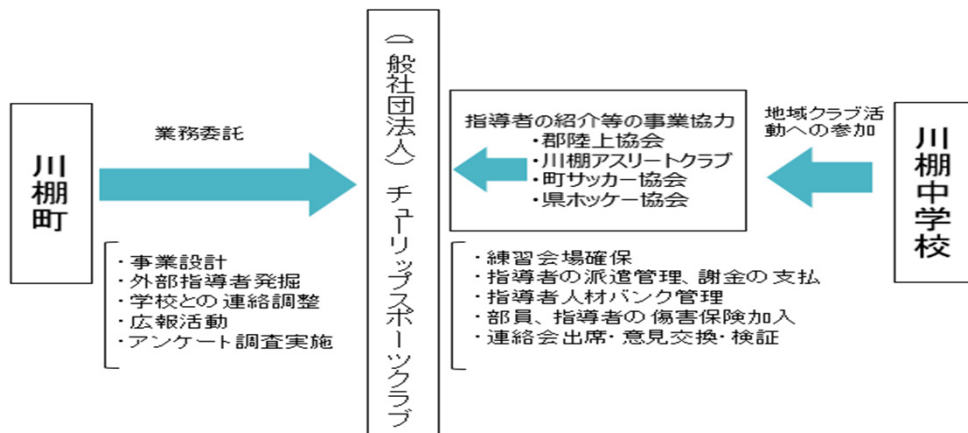 川棚町
業務委託
・事業設計
・外部指導者発掘
・学校との連絡調整
・広報活動
・アンケート調査実施
(一般社団法人)チューリップスポーツクラブ
指導者の紹介等の事業協力
・郡陸上協会
・川棚アスリートクラブ
・町サッカー協会
・県ホッケー協会
・練習会場確保
・指導者の派遣管理、謝金の支払
・指導者人材バンク管理
・部員、指導者の傷害保険加入
・連絡会出席・意見交換・検証
地域クラブ活
動への参加
川棚中学校